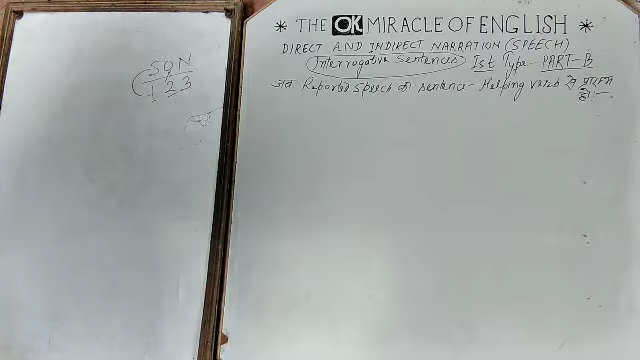 SON
1 2 3
* THE OK MIRACLE OF ENGLISH *
DIRECT AND INDIRECT NARRATION (SPEECH)
Interrogative Sentences Ist Type - PART-B
जब Reported speech का sentence - Helping verb से प्रारम्भ
हो।-